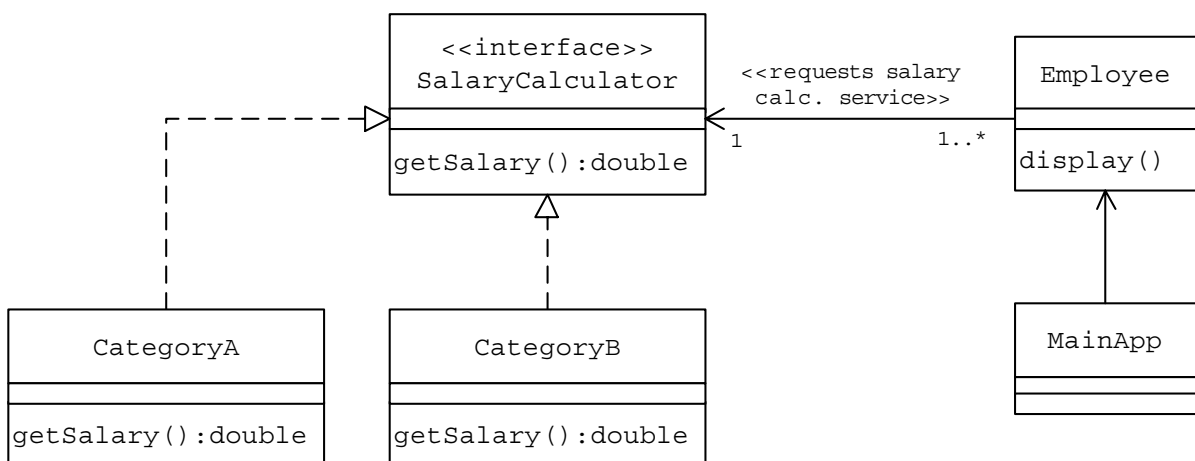 <<interface>>
SalaryCalculator
getSalary():double
<<requests salary
calc. service>>
1
1..*
Employee
display()
CategoryA
getSalary():double
CategoryB
getSalary():double
MainApp